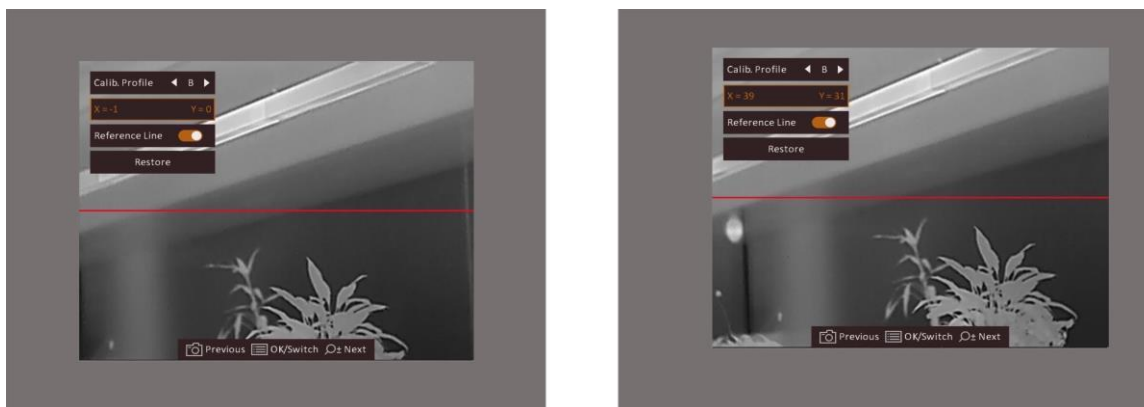 Calib. Profile ◀ B ▶
X = -1 Y = 0
Reference Line
Restore
Previous OK/Switch Next
Calib. Profile ◀ B ▶
X = 39 Y = 31
Reference Line
Restore
Previous OK/Switch Next